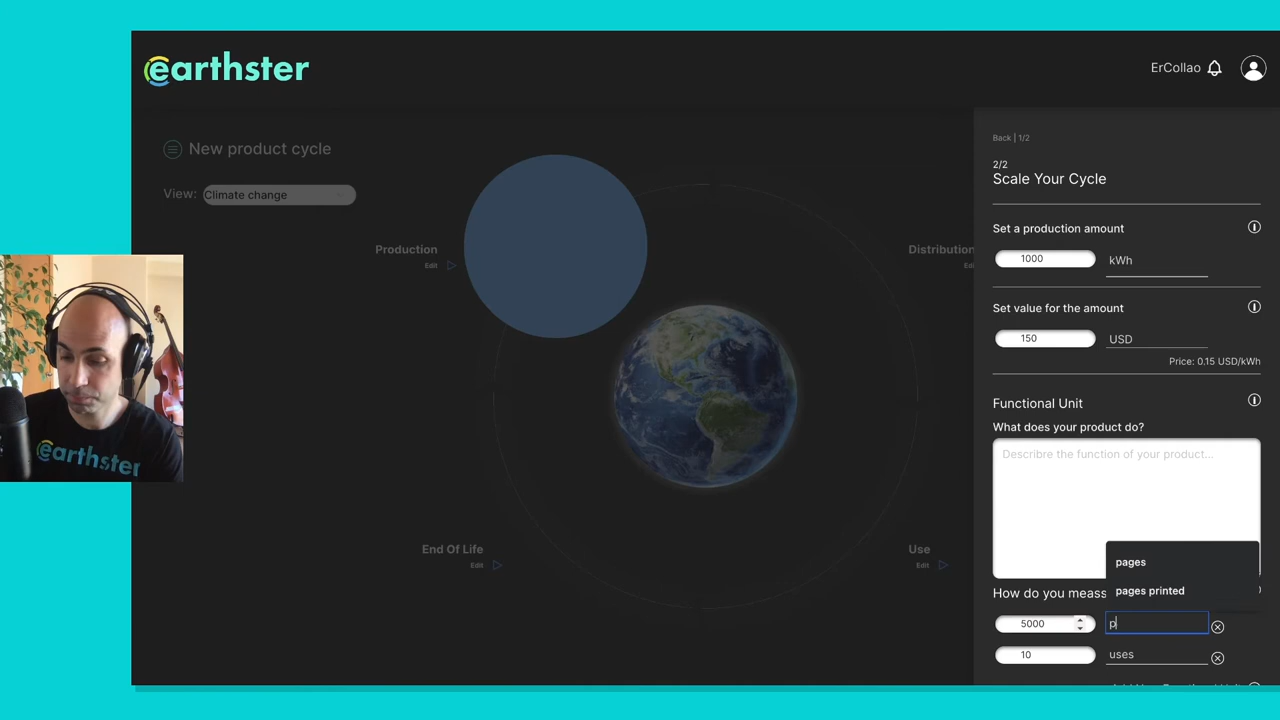 earthster
ErCollao
New product cycle
View: Climate change
Production
Edit
Distribution
Edit
End Of Life
Edit
Use
Edit
Back | 1/2
2/2
Scale Your Cycle
Set a production amount
1000 kWh
Set value for the amount
150 USD
Price: 0.15 USD/kWh
Functional Unit
What does your product do?
Describre the function of your product...
pages
pages printed
How do you meass
5000 p
10 uses
earthster